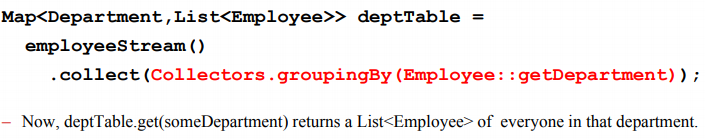 Map<Department,List<Employee>> deptTable =
employeeStream()
.collect(Collectors.groupingBy(Employee::getDepartment));
– Now, deptTable.get(someDepartment) returns a List<Employee> of everyone in that department.